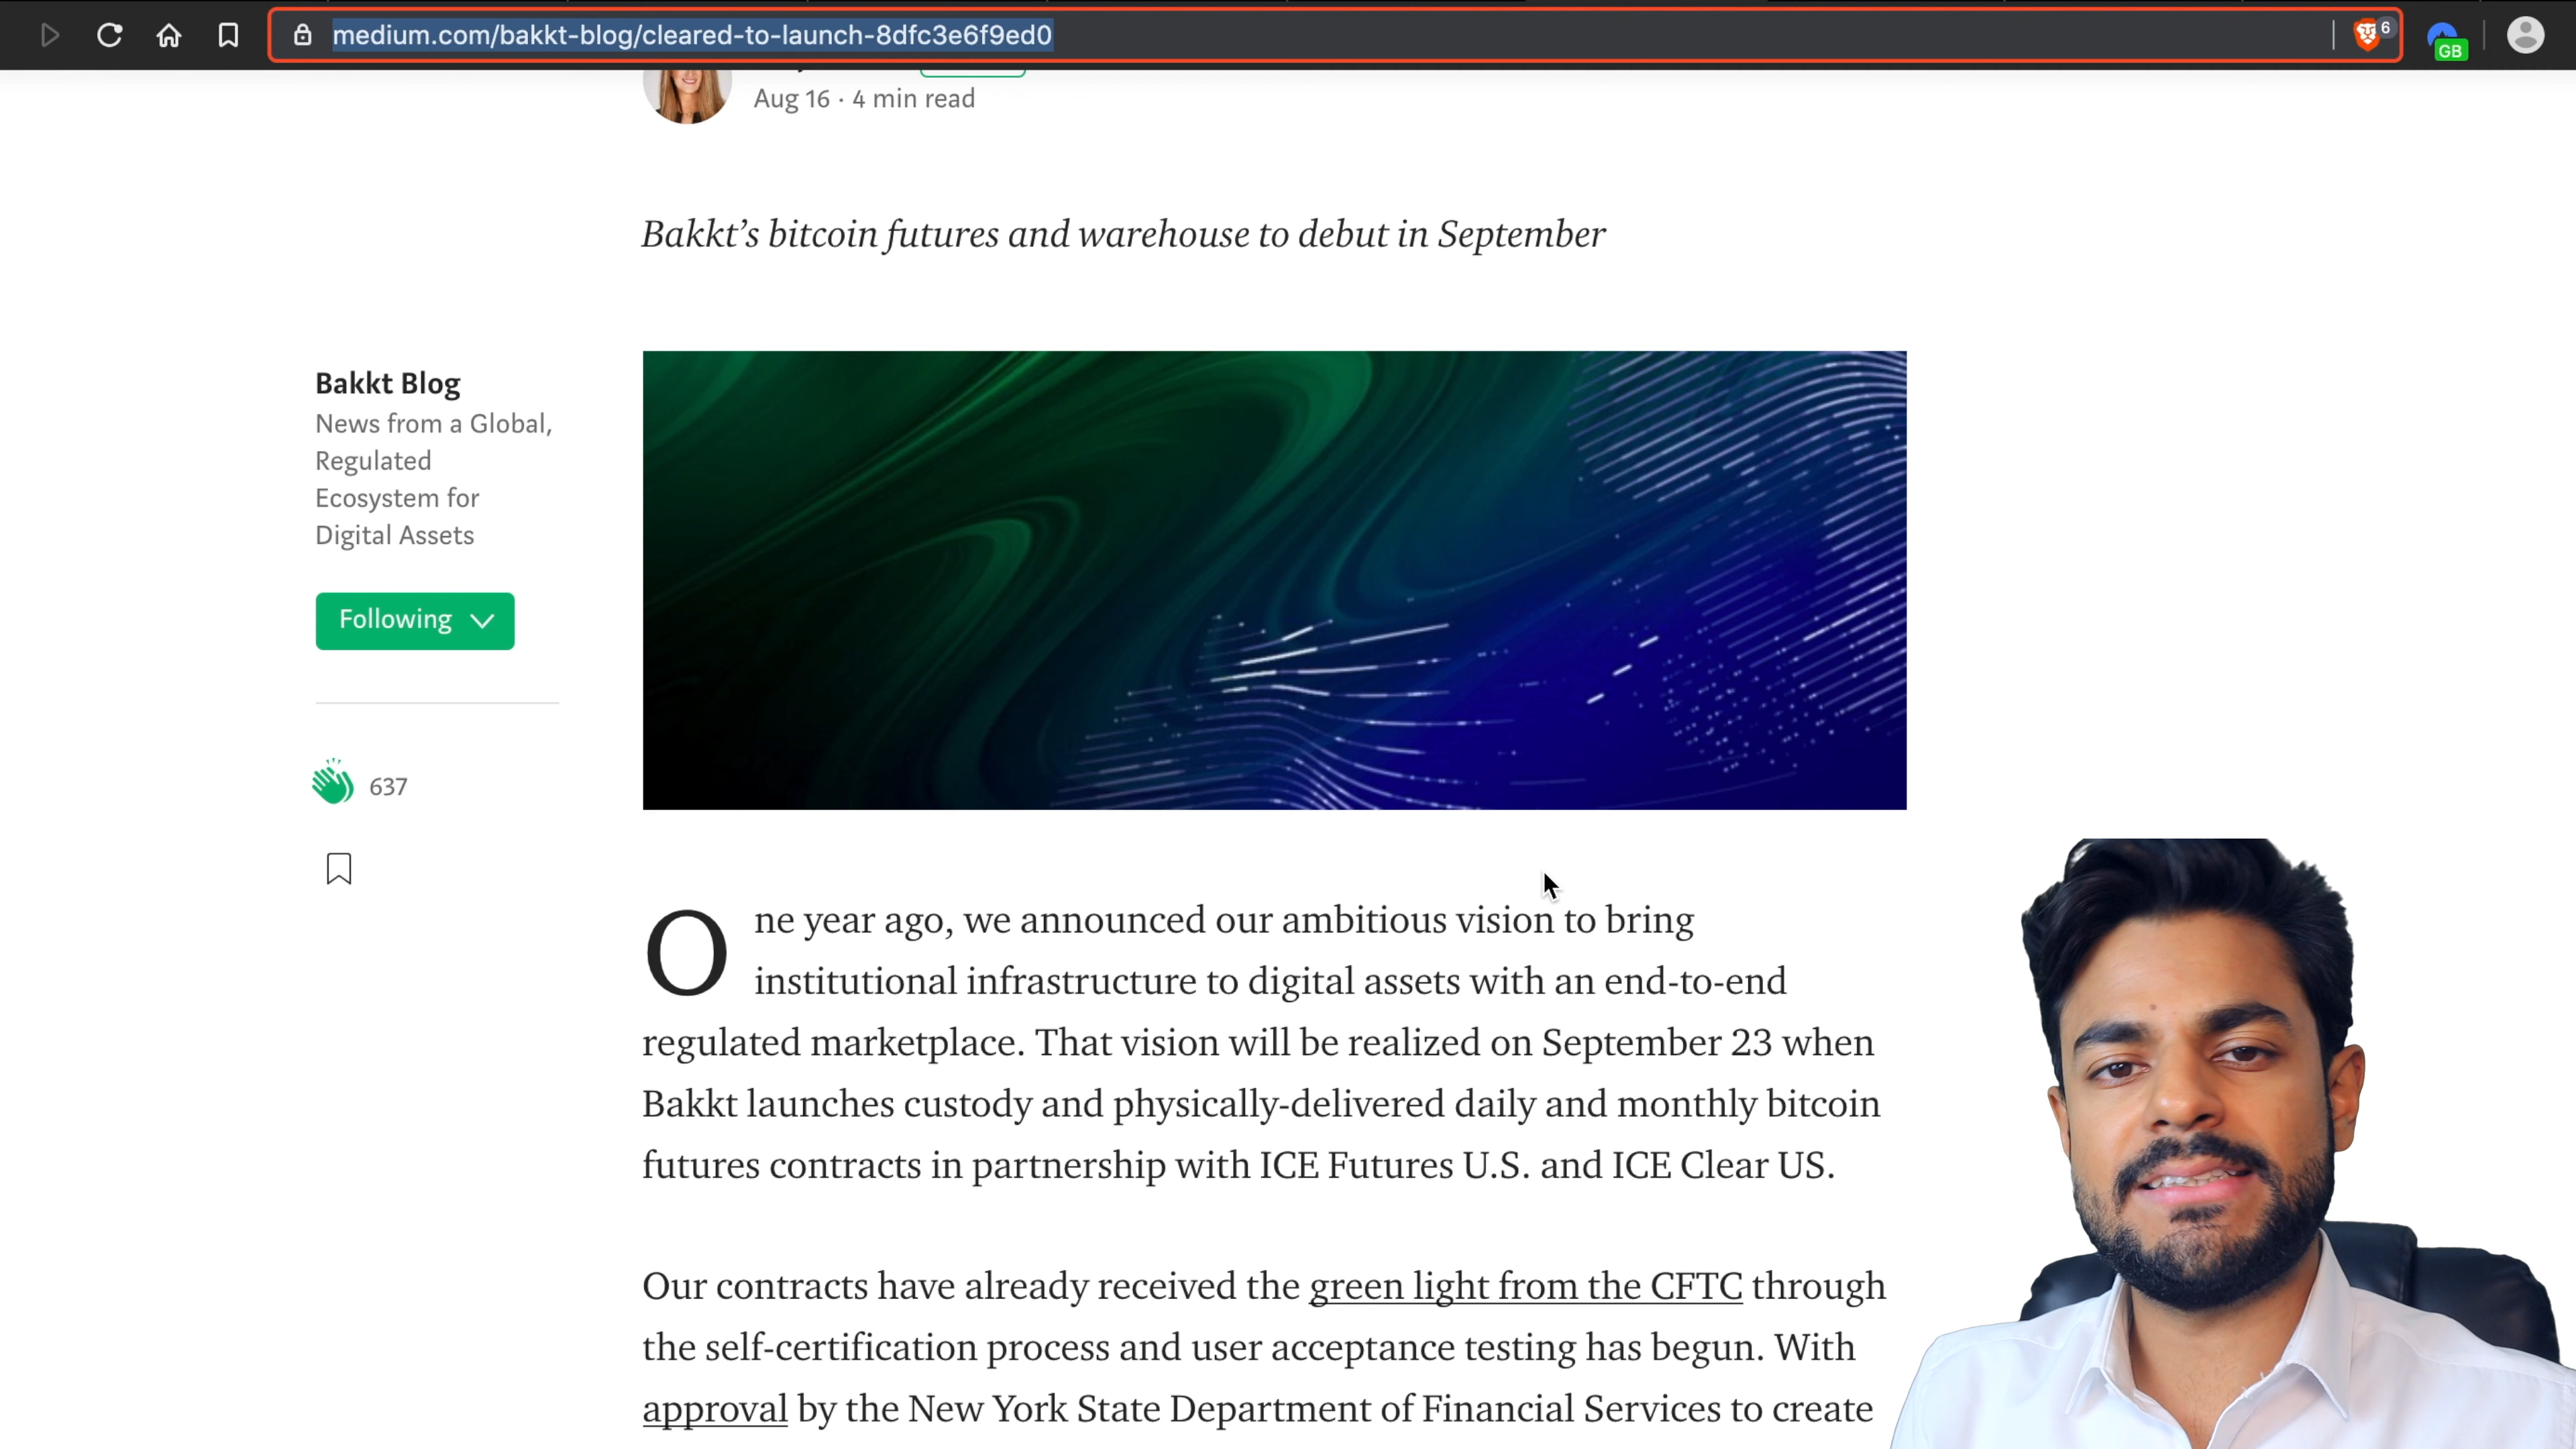 medium.com/bakkt-blog/cleared-to-launch-8dfc3e6f9ed0
6
GB
Aug 16 · 4 min read
Bakkt’s bitcoin futures and warehouse to debut in September
Bakkt Blog
News from a Global,
Regulated
Ecosystem for
Digital Assets
Following
637
One year ago, we announced our ambitious vision to bring
institutional infrastructure to digital assets with an end-to-end
regulated marketplace. That vision will be realized on September 23 when
Bakkt launches custody and physically-delivered daily and monthly bitcoin
futures contracts in partnership with ICE Futures U.S. and ICE Clear US.
Our contracts have already received the green light from the CFTC through
the self-certification process and user acceptance testing has begun. With
approval by the New York State Department of Financial Services to create